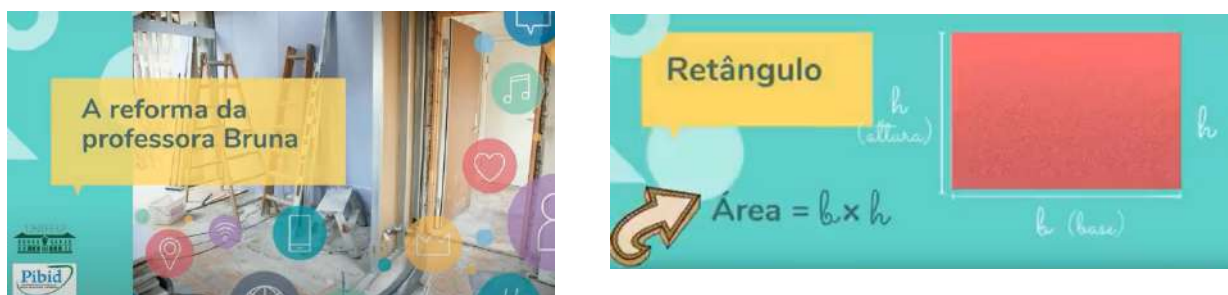 A reforma da
professora Bruna
Pibid
Retângulo
h
(altura)
h
Área = b x h
b (base)